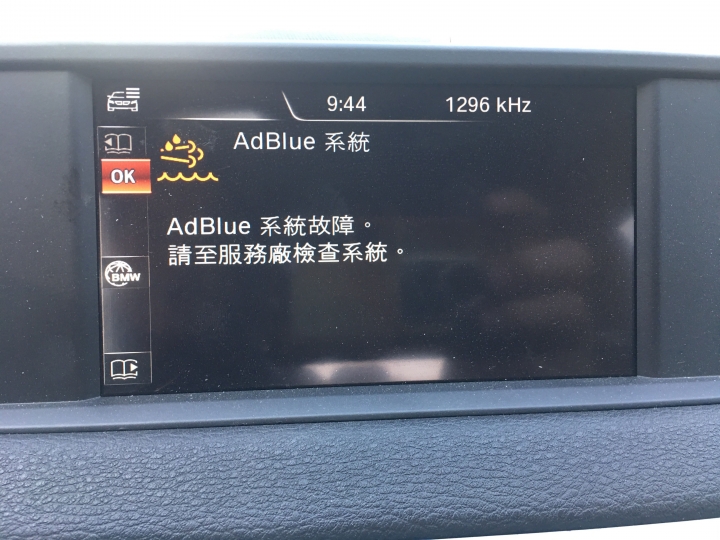 9:44 1296 kHz
AdBlue 系統
OK
AdBlue 系統故障。
請至服務廠檢查系統。
BMW